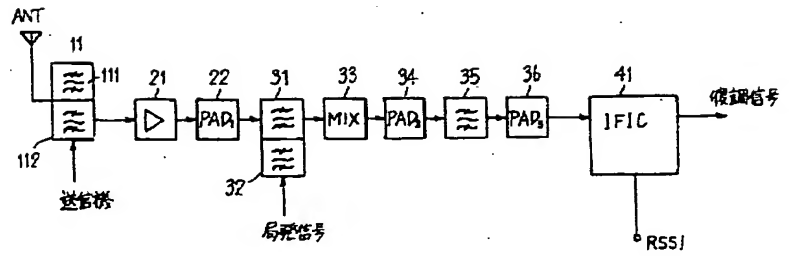 ANT
11
111
112
送信機
21
22
PAD₁
31
32
局発信号
33
MIX
34
PAD₂
35
36
PAD₃
41
IFIC
復調信号
RSSI